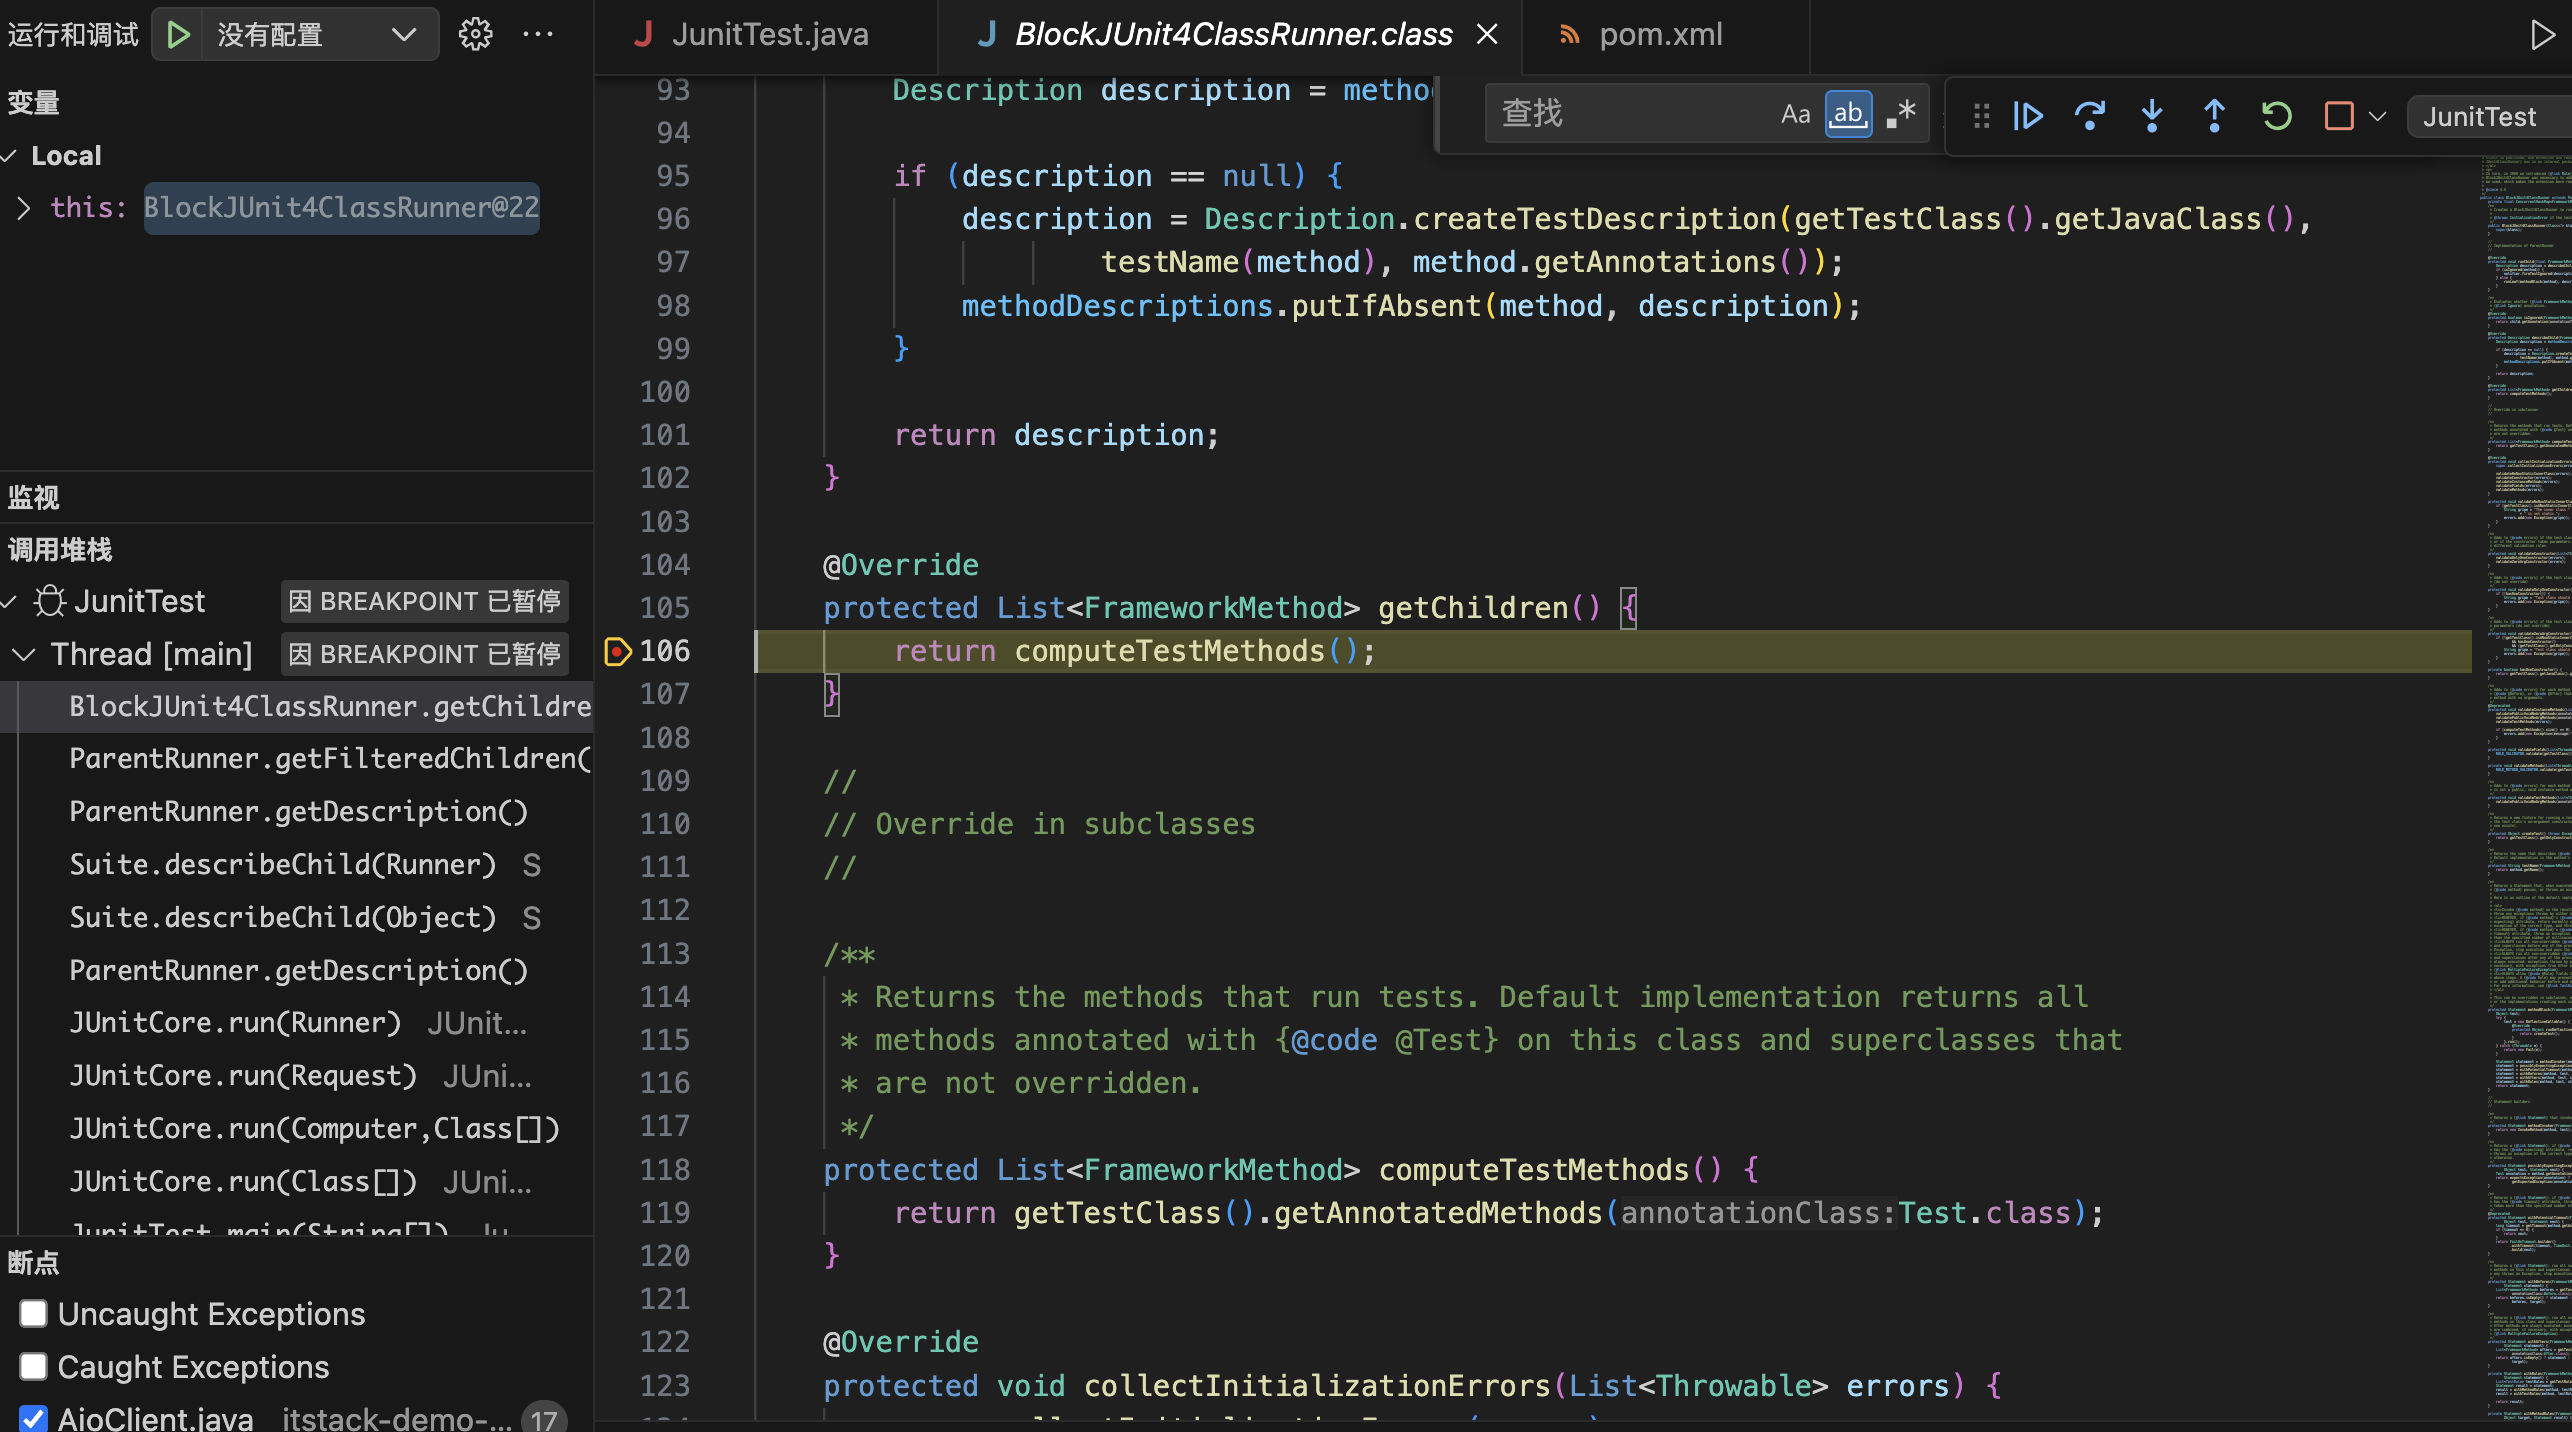 运行和调试 没有配置
变量
Local
this: BlockJUnit4ClassRunner@22
监视
调用堆栈
JunitTest 因 BREAKPOINT 已暂停
Thread [main] 因 BREAKPOINT 已暂停
BlockJUnit4ClassRunner.getChildre
ParentRunner.getFilteredChildren(
ParentRunner.getDescription()
Suite.describeChild(Runner) S
Suite.describeChild(Object) S
ParentRunner.getDescription()
JUnitCore.run(Runner) JUnit...
JUnitCore.run(Request) JUni...
JUnitCore.run(Computer,Class[])
JUnitCore.run(Class[]) JUni...
JunitTest.main(String[]) Ju
断点
Uncaught Exceptions
Caught Exceptions
AioClient.java itstack-demo-... 17
JunitTest.java BlockJUnit4ClassRunner.class pom.xml
查找 Aa ab .*
JunitTest
93 Description description = metho
94
95 if (description == null) {
96 description = Description.createTestDescription(getTestClass().getJavaClass(),
97 testName(method), method.getAnnotations());
98 methodDescriptions.putIfAbsent(method, description);
99 }
100
101 return description;
102 }
103
104 @Override
105 protected List<FrameworkMethod> getChildren() {
106 return computeTestMethods();
107 }
108
109 //
110 // Override in subclasses
111 //
112
113 /**
114 * Returns the methods that run tests. Default implementation returns all
115 * methods annotated with {@code @Test} on this class and superclasses that
116 * are not overridden.
117 */
118 protected List<FrameworkMethod> computeTestMethods() {
119 return getTestClass().getAnnotatedMethods(annotationClass:Test.class);
120 }
121
122 @Override
123 protected void collectInitializationErrors(List<Throwable> errors) {